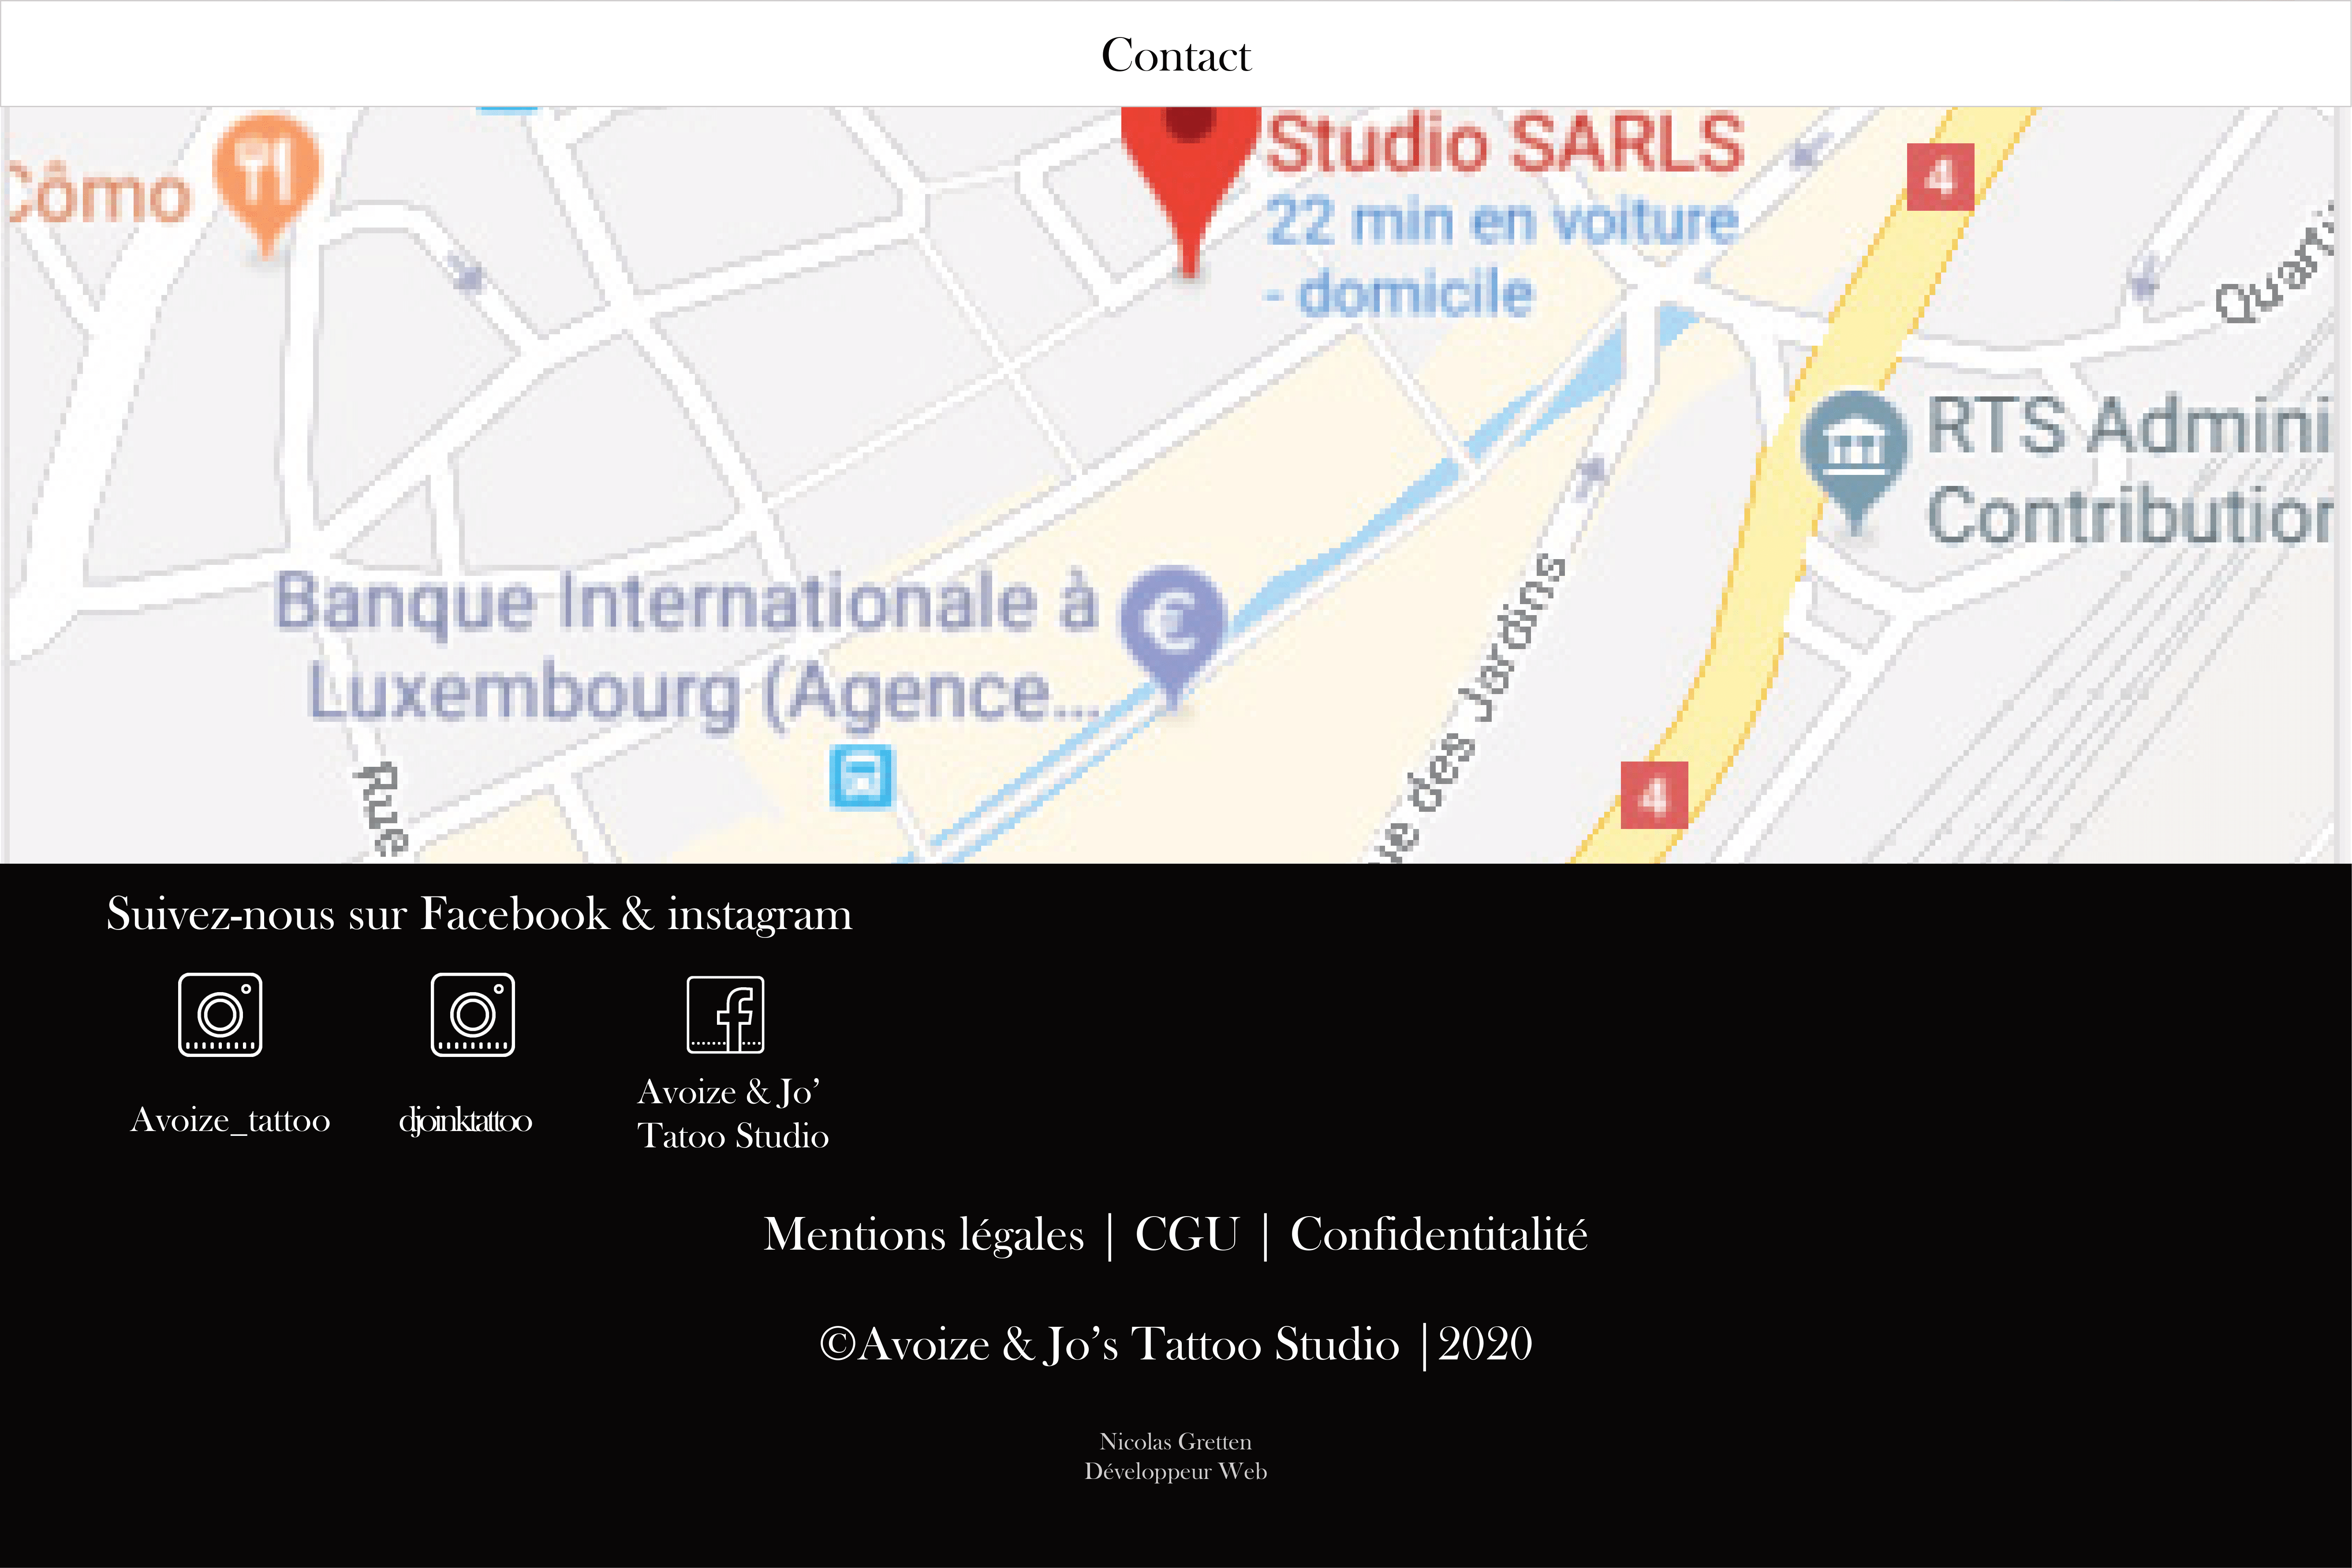 Contact
Studio SARLS
22 min en voiture
- domicile
Cômo
4
RTS Admini
Contribution
Banque Internationale à
Luxembourg (Agence...
des Jardins
Rue
4
Suivez-nous sur Facebook & instagram
Avoize_tattoo
djoinktattoo
Avoize & Jo’
Tatoo Studio
Mentions légales | CGU | Confidentitalité
©Avoize & Jo’s Tattoo Studio |2020
Nicolas Gretten
Développeur Web